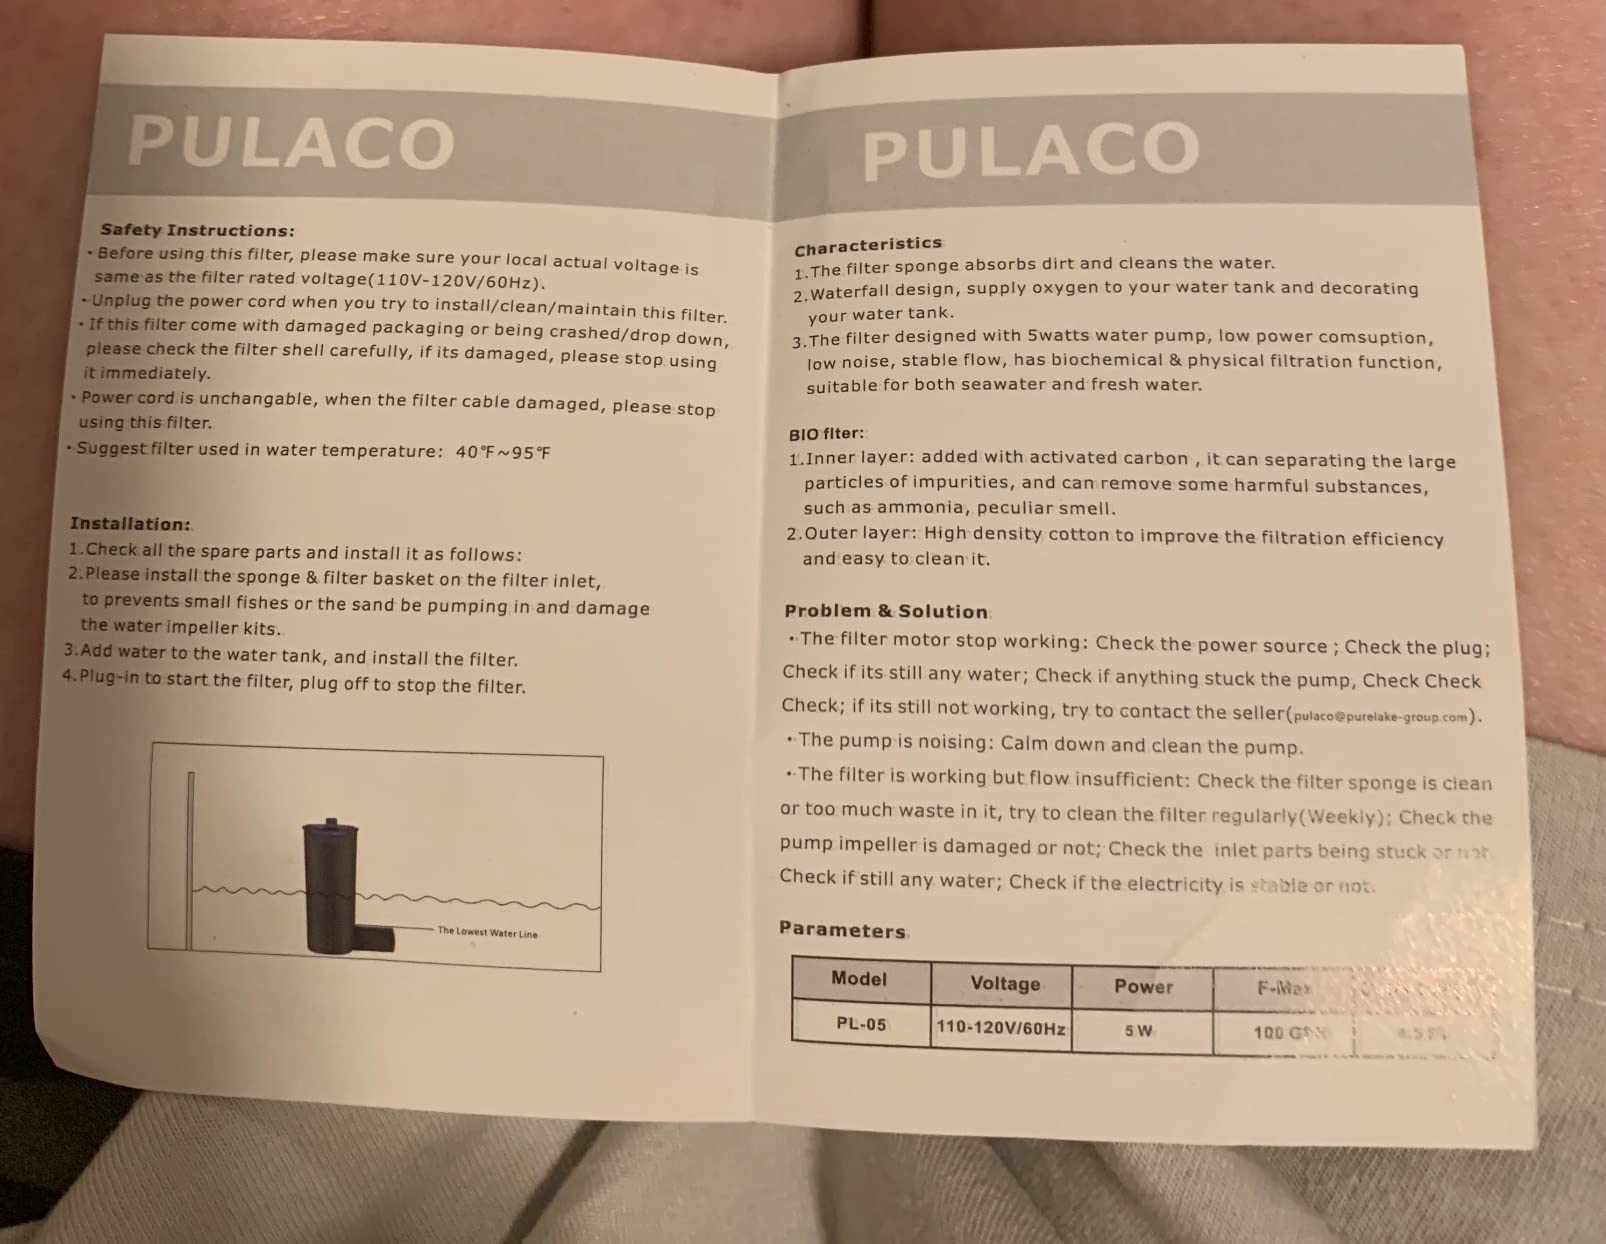 PULACO
Safety Instructions:
· Before using this filter, please make sure your local actual voltage is
same as the filter rated voltage(110V-120V/60Hz).
· Unplug the power cord when you try to install/clean/maintain this filter.
· If this filter come with damaged packaging or being crashed/drop down,
please check the filter shell carefully, if its damaged, please stop using
it immediately.
· Power cord is unchangable, when the filter cable damaged, please stop
using this filter.
· Suggest filter used in water temperature: 40℉~95℉
Installation:
1.Check all the spare parts and install it as follows:
2.Please install the sponge & filter basket on the filter inlet,
to prevents small fishes or the sand be pumping in and damage
the water impeller kits.
3.Add water to the water tank, and install the filter.
4.Plug-in to start the filter, plug off to stop the filter.
The Lowest Water Line
PULACO
Characteristics
1.The filter sponge absorbs dirt and cleans the water.
2.Waterfall design, supply oxygen to your water tank and decorating
your water tank.
3.The filter designed with 5watts water pump, low power comsuption,
low noise, stable flow, has biochemical & physical filtration function,
suitable for both seawater and fresh water.
BIO flter:
1.Inner layer: added with activated carbon , it can separating the large
particles of impurities, and can remove some harmful substances,
such as ammonia, peculiar smell.
2.Outer layer: High density cotton to improve the filtration efficiency
and easy to clean it.
Problem & Solution
· The filter motor stop working: Check the power source ; Check the plug;
Check if its still any water; Check if anything stuck the pump, Check Check
Check; if its still not working, try to contact the seller(pulaco@purelake-group.com).
· The pump is noising: Calm down and clean the pump.
· The filter is working but flow insufficient: Check the filter sponge is clean
or too much waste in it, try to clean the filter regularly(Weekly); Check the
pump impeller is damaged or not; Check the inlet parts being stuck or not.
Check if still any water; Check if the electricity is stable or not.
Parameters
Model Voltage Power F-Max
PL-05 110-120V/60Hz 5 W 100